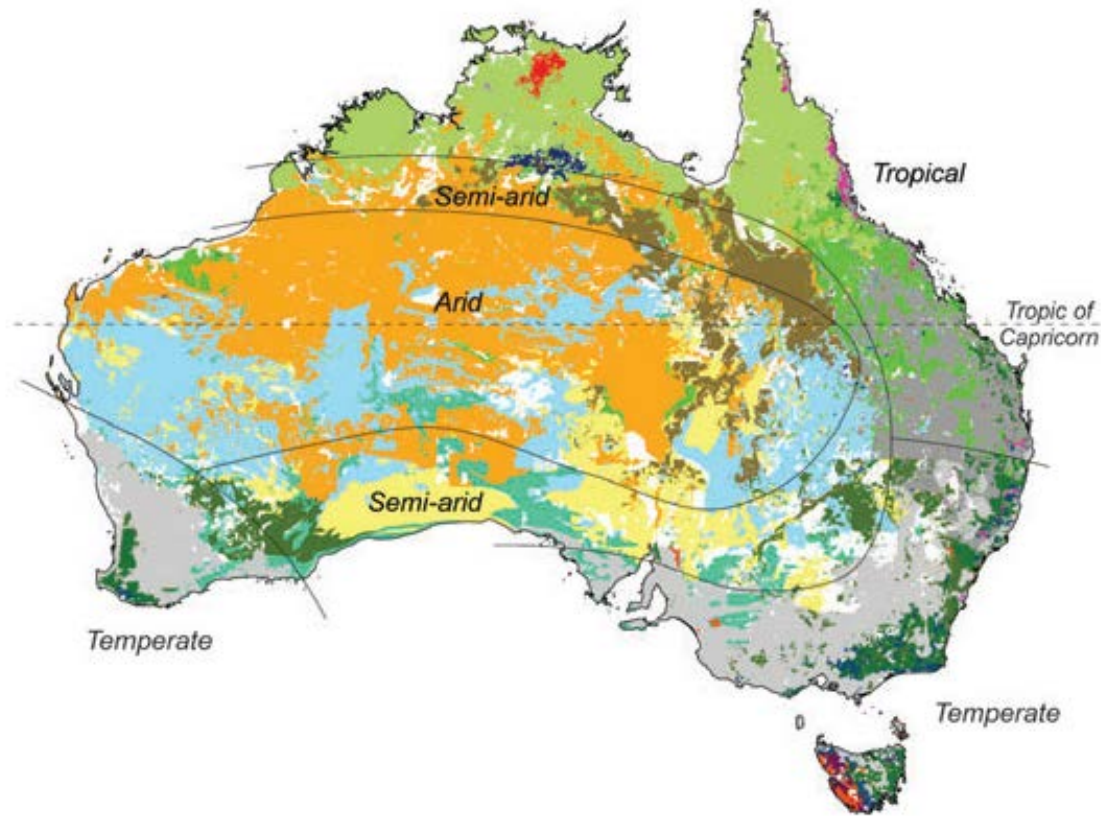 Tropical
Semi-arid
Arid
Tropic of
Capricorn
Semi-arid
Temperate
Temperate